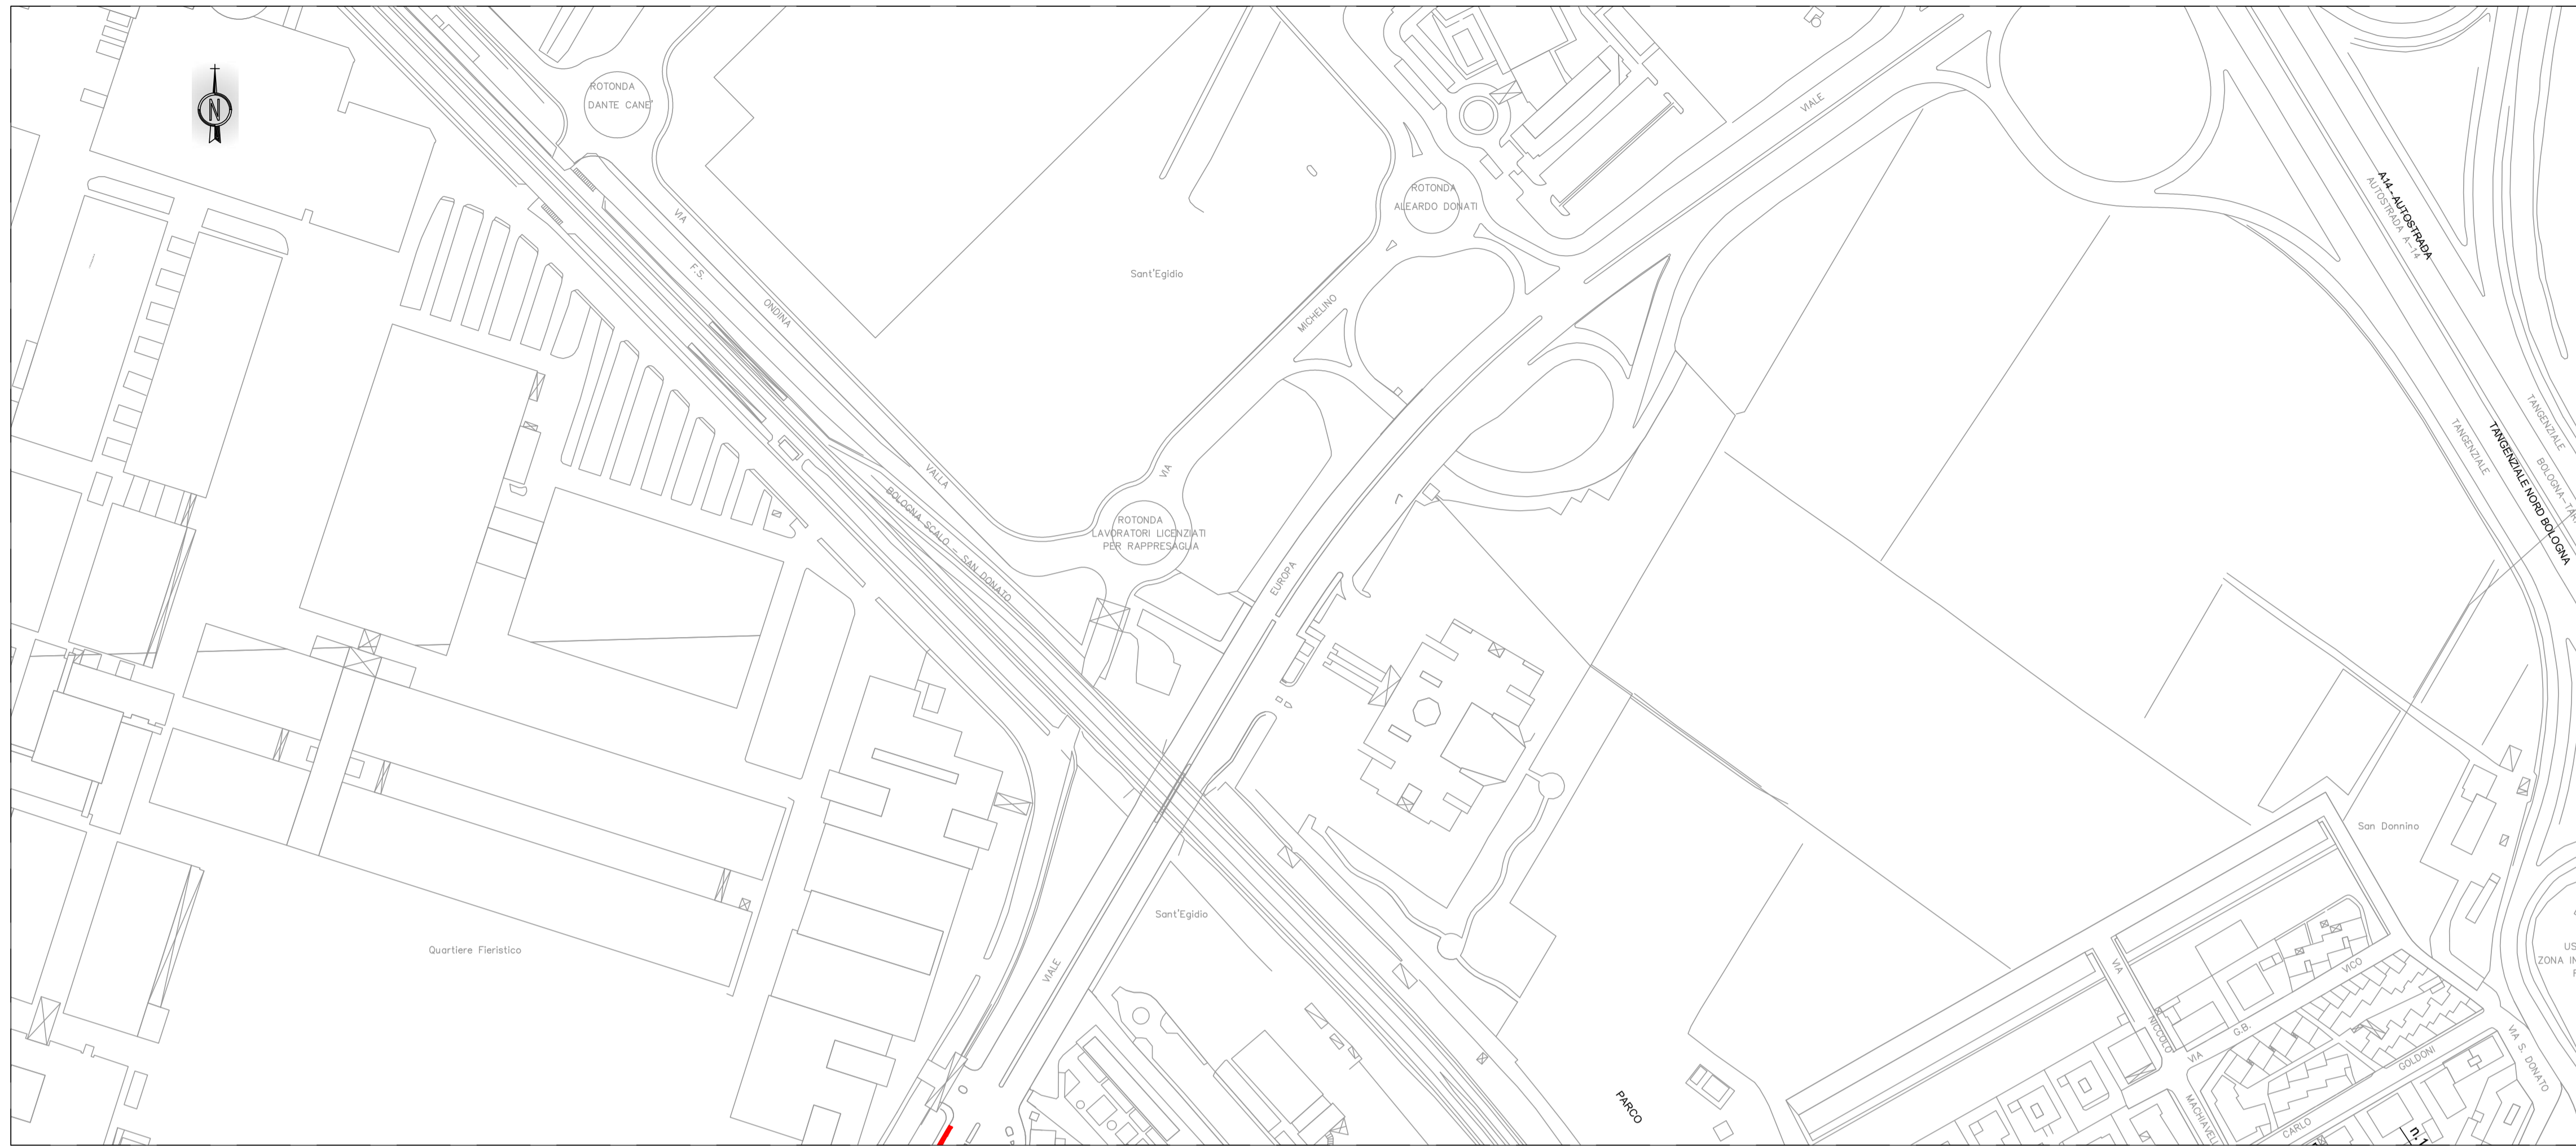 N
ROTONDA
DANTE CANE'
VIA
F.S.
ONDINA
VALLA
BOLOGNA SCALO - SAN DONATO
Sant'Egidio
ROTONDA
ALEARDO DONATI
MICHELINO
VIA
ROTONDA
LAVORATORI LICENZIATI
PER RAPPRESAGLIA
VIALE
EUROPA
VIALE
A14 - AUTOSTRADA
AUTOSTRADA A-14
TANGENZIALE
TANGENZIALE
TANGENZIALE NORD BOLOGNA
Quartiere Fieristico
Sant'Egidio
San Donnino
PARCO
VIA
NICCOLO'
VIA
G.B.
VICO
CARLO
GOLDONI
VIA S. DONATO
ZONA